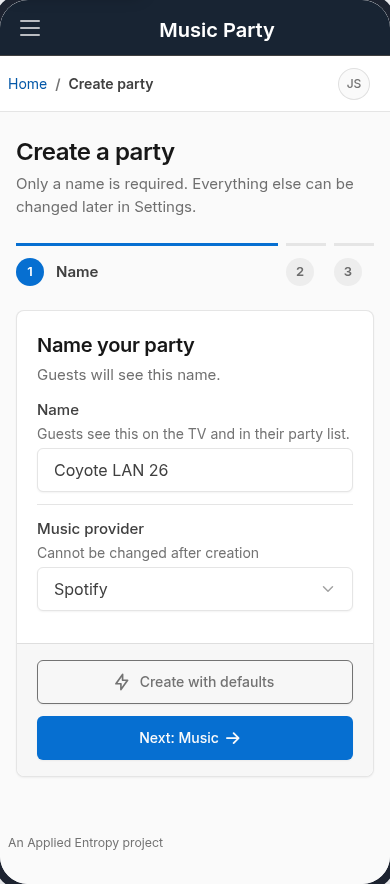 Music Party
Home / Create party
JS
Create a party
Only a name is required. Everything else can be
changed later in Settings.
1 Name 2 3
Name your party
Guests will see this name.
Name
Guests see this on the TV and in their party list.
Coyote LAN 26
Music provider
Cannot be changed after creation
Spotify
Create with defaults
Next: Music →
An Applied Entropy project